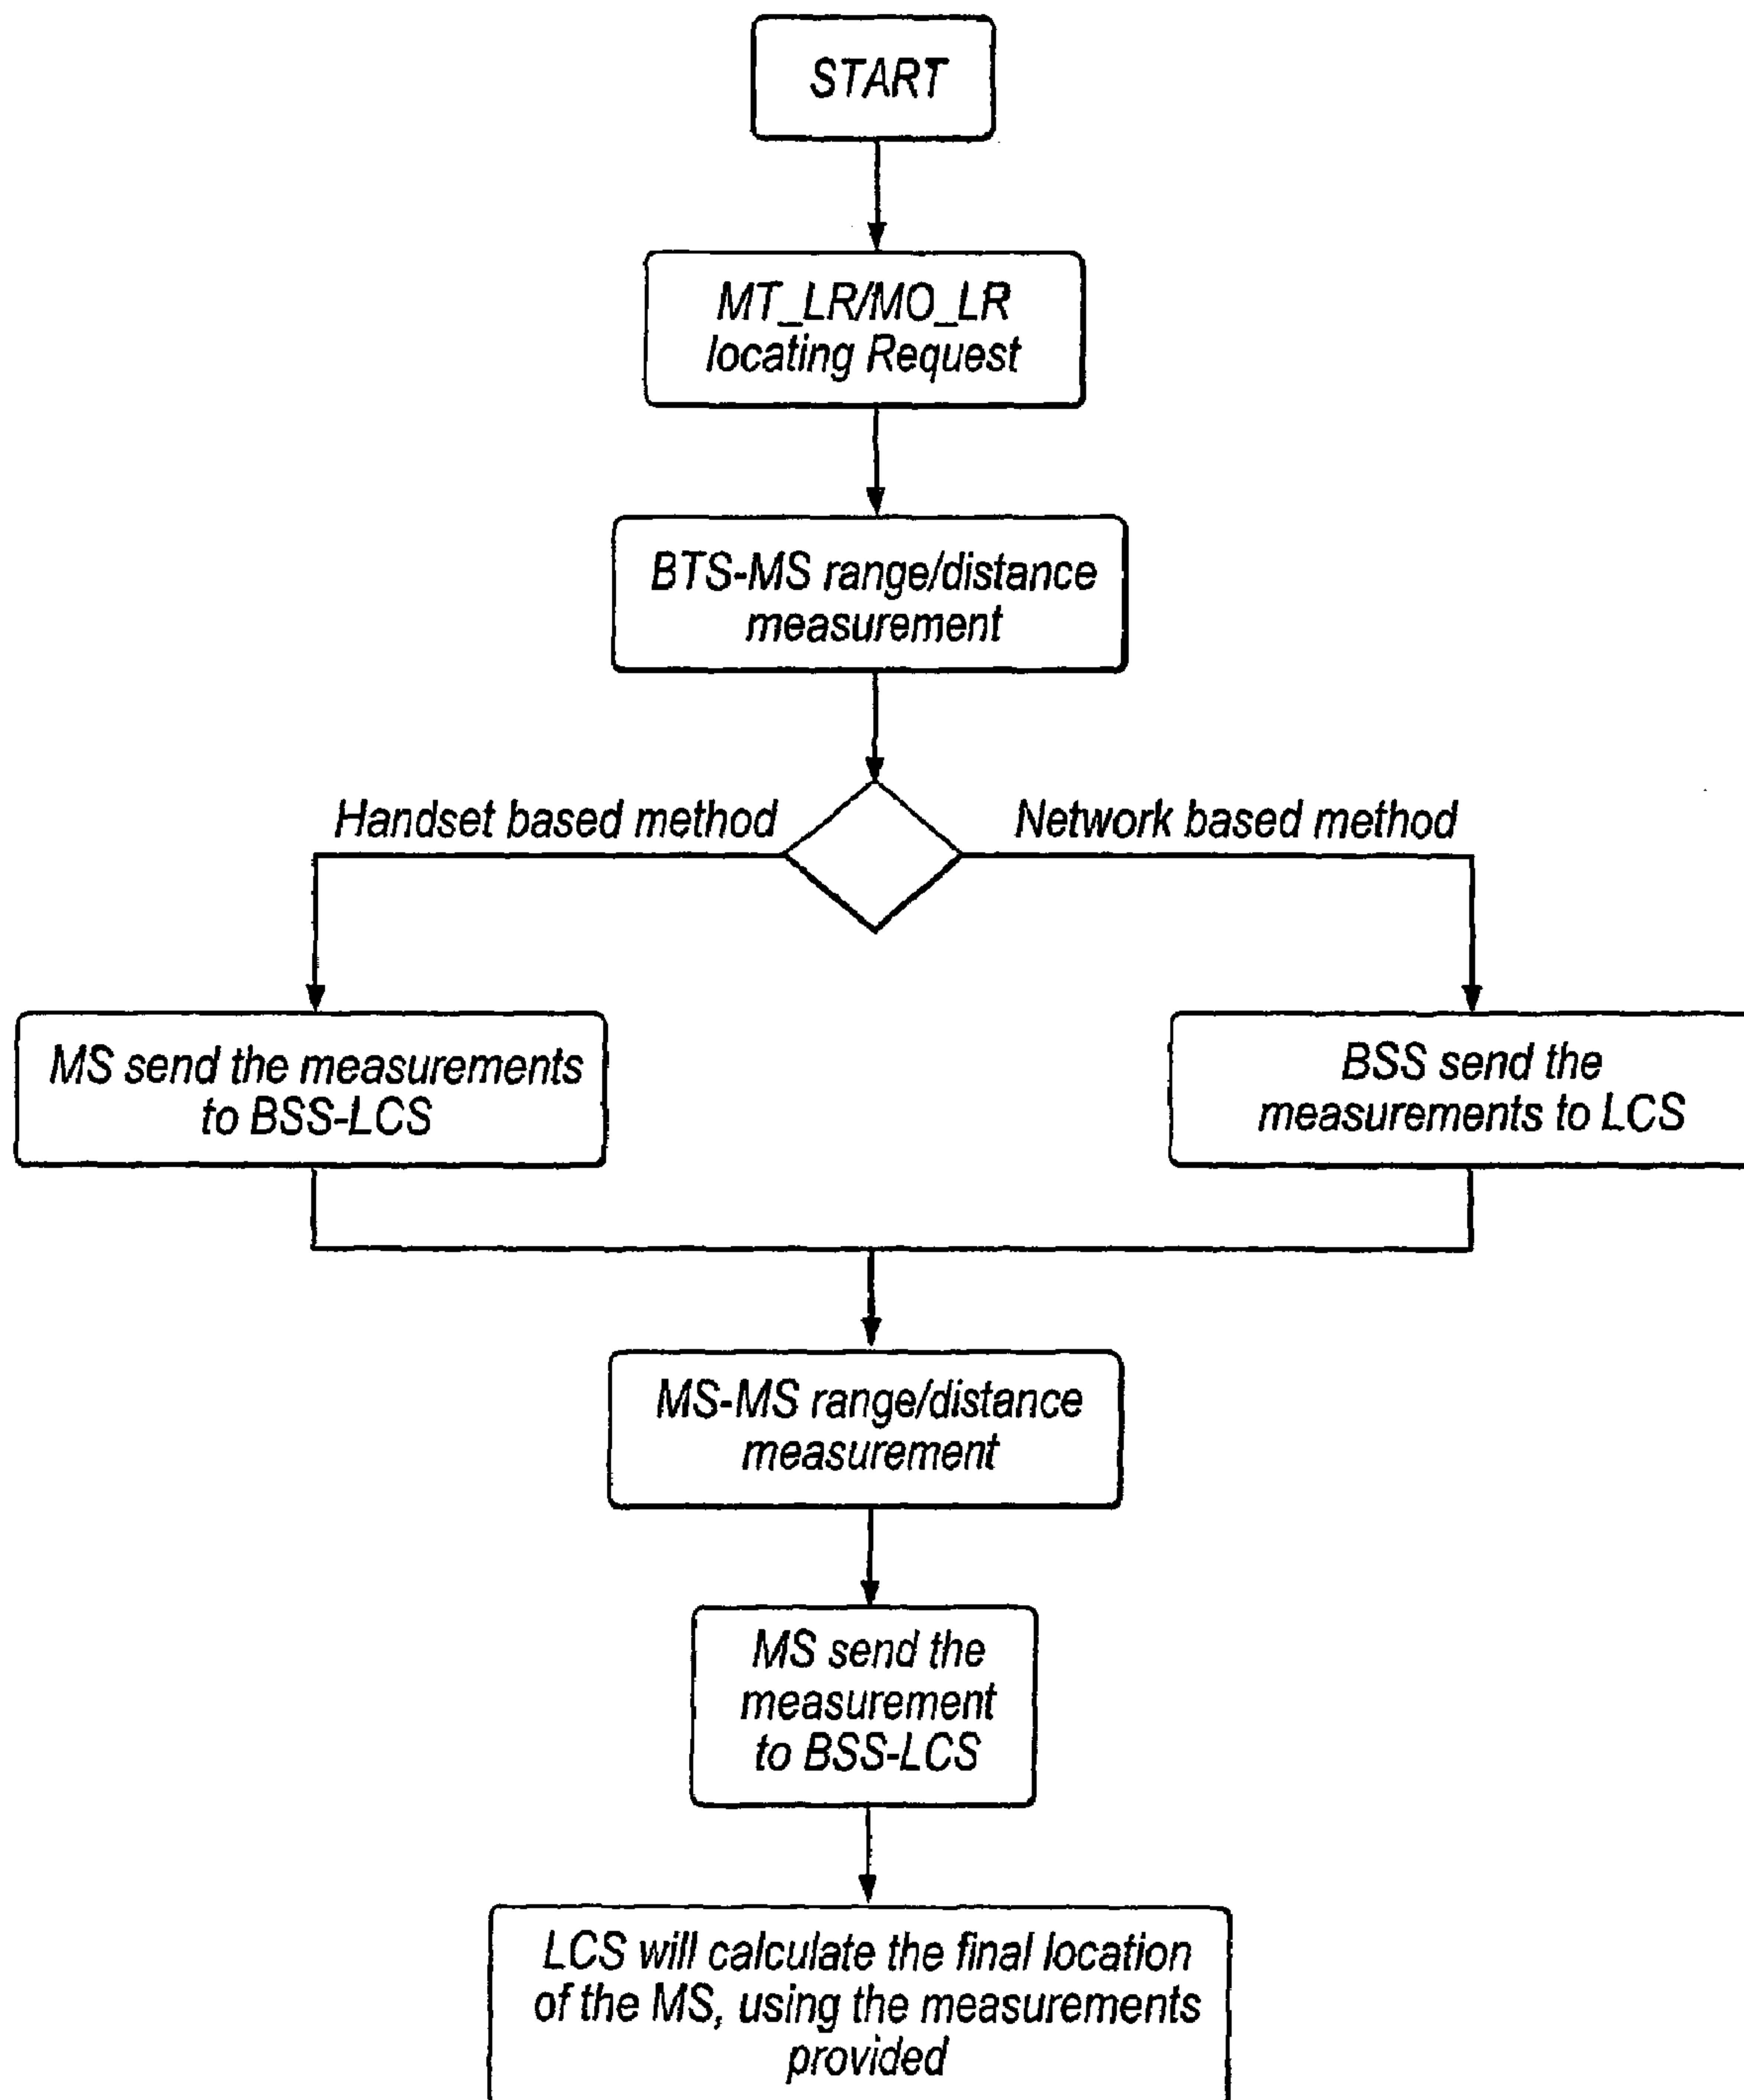 START
MT_LR/MO_LR
locating Request
BTS-MS range/distance
measurement
Handset based method
Network based method
MS send the measurements
to BSS-LCS
BSS send the
measurements to LCS
MS-MS range/distance
measurement
MS send the
measurement
to BSS-LCS
LCS will calculate the final location
of the MS, using the measurements
provided